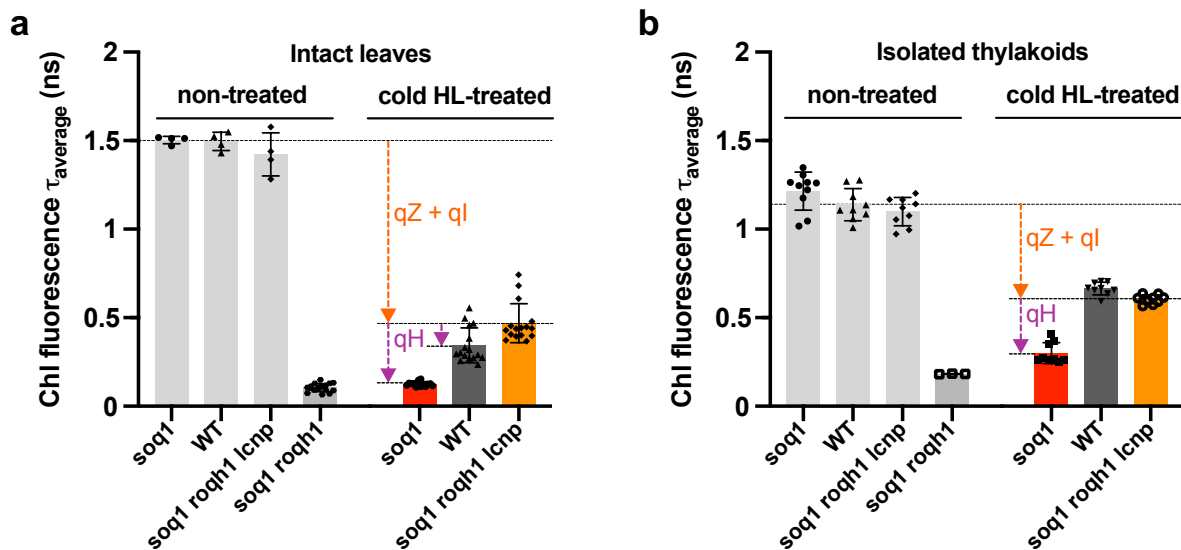 a
Intact leaves
non-treated
cold HL-treated
Chl fluorescence τaverage (ns)
2
1.5
1
0.5
0
qZ + qI
qH
soq1
WT
soq1 roqh1 lcnp
soq1 roqh1
soq1
WT
soq1 roqh1 lcnp
b
Isolated thylakoids
non-treated
cold HL-treated
Chl fluorescence τaverage (ns)
2
1.5
1
0.5
0
qZ + qI
qH
soq1
WT
soq1 roqh1 lcnp
soq1 roqh1
soq1
WT
soq1 roqh1 lcnp